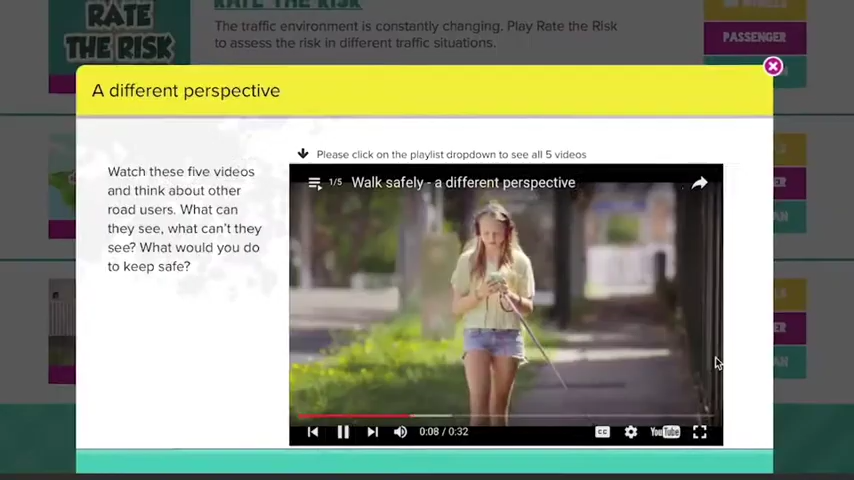 RATE THE RISK
RATE
THE RISK
The traffic environment is constantly changing. Play Rate the Risk
to assess the risk in different traffic situations.
PASSENGER
A different perspective
Please click on the playlist dropdown to see all 5 videos
Watch these five videos
and think about other
road users. What can
they see, what can't they
see? What would you do
to keep safe?
1/5 Walk safely - a different perspective
0:08 / 0:32
CC
YouTube